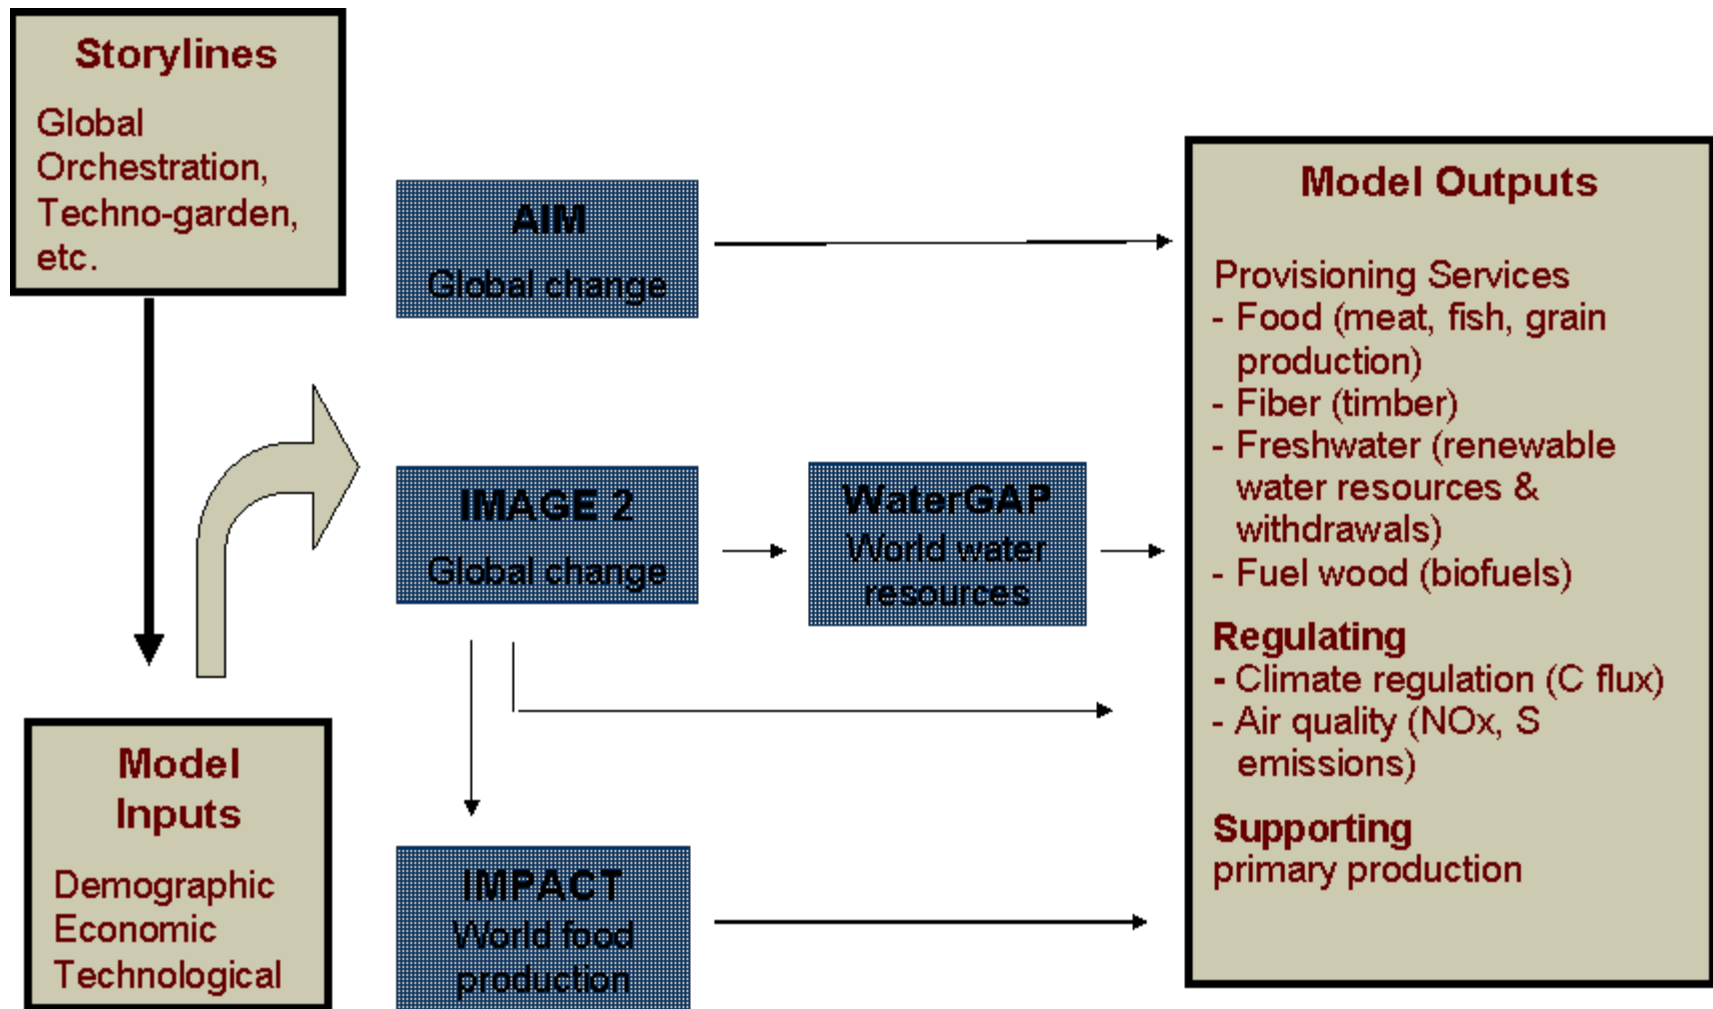 Storylines
Global
Orchestration,
Techno-garden,
etc.
Model
Inputs
Demographic
Economic
Technological
AIM
Global change
IMAGE 2
Global change
WaterGAP
World water
resources
IMPACT
World food
production
Model Outputs
Provisioning Services
- Food (meat, fish, grain
production)
- Fiber (timber)
- Freshwater (renewable
water resources &
withdrawals)
- Fuel wood (biofuels)
Regulating
- Climate regulation (C flux)
- Air quality (NOx, S
emissions)
Supporting
primary production